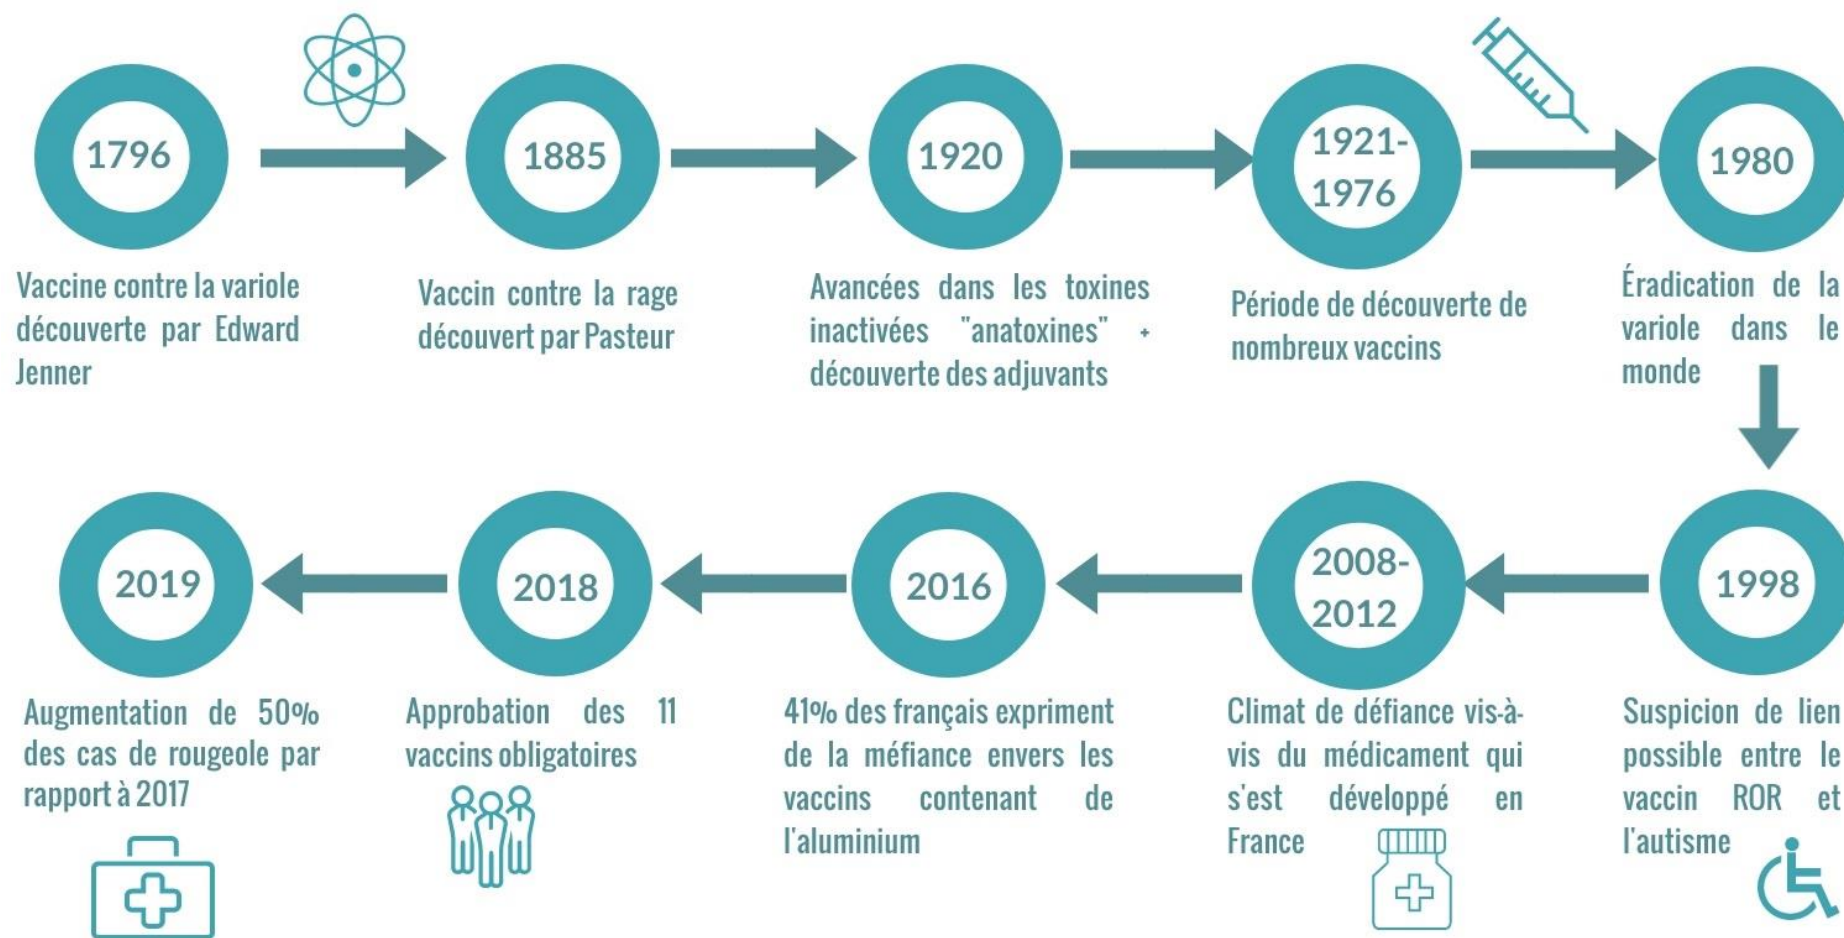 1796
Vaccine contre la variole
découverte par Edward
Jenner
1885
Vaccin contre la rage
découvert par Pasteur
1920
Avancées dans les toxines
inactivées "anatoxines" +
découverte des adjuvants
1921-
1976
Période de découverte de
nombreux vaccins
1980
Éradication de la
variole dans le
monde
1998
Suspicion de lien
possible entre le
vaccin ROR et
l'autisme
2008-
2012
Climat de défiance vis-à-
vis du médicament qui
s'est développé en
France
2016
41% des français expriment
de la méfiance envers les
vaccins contenant de
l'aluminium
2018
Approbation des 11
vaccins obligatoires
2019
Augmentation de 50%
des cas de rougeole par
rapport à 2017